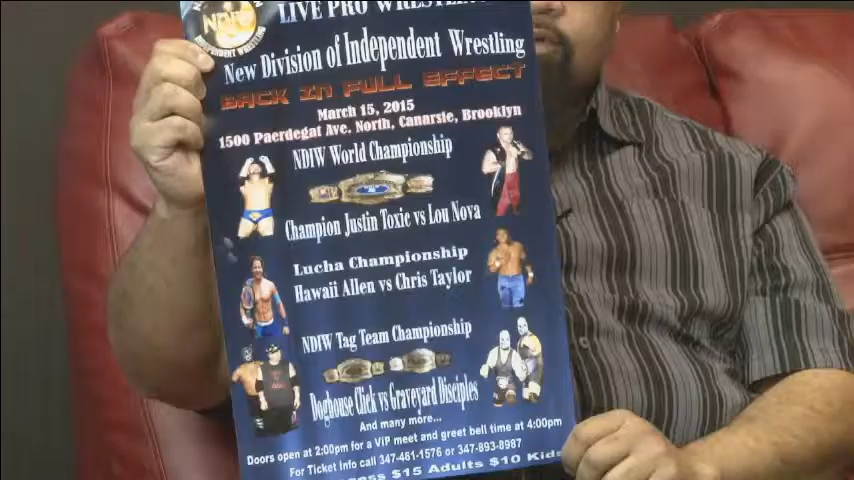 NDIW
INDEPENDENT WRESTLING
LIVE PRO WRESTLING
New Division of Independent Wrestling
BACK IN FULL EFFECT
March 15, 2015
1500 Paerdegat Ave. North, Canarsie, Brooklyn
NDIW World Championship
Champion Justin Toxic vs Lou Nova
Lucha Championship
Hawaii Allen vs Chris Taylor
NDIW Tag Team Championship
Doghouse Click vs Graveyard Disciples
And many more...
Doors open at 2:00pm for a VIP meet and greet bell time at 4:00pm
For Ticket Info call 347-461-1576 or 347-893-8987
$15 Adults $10 Kids